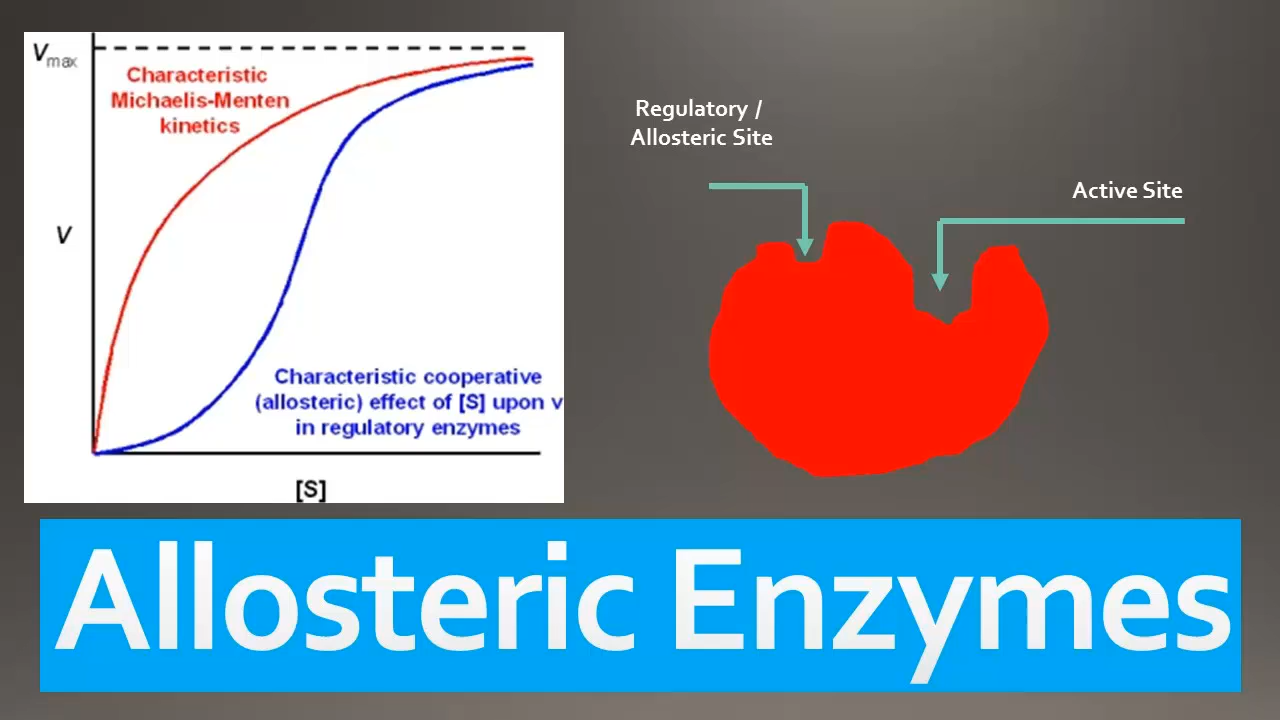 Vmax
Characteristic
Michaelis-Menten
kinetics
v
Characteristic cooperative
(allosteric) effect of [S] upon v
in regulatory enzymes
[S]
Regulatory /
Allosteric Site
Active Site
Allosteric Enzymes